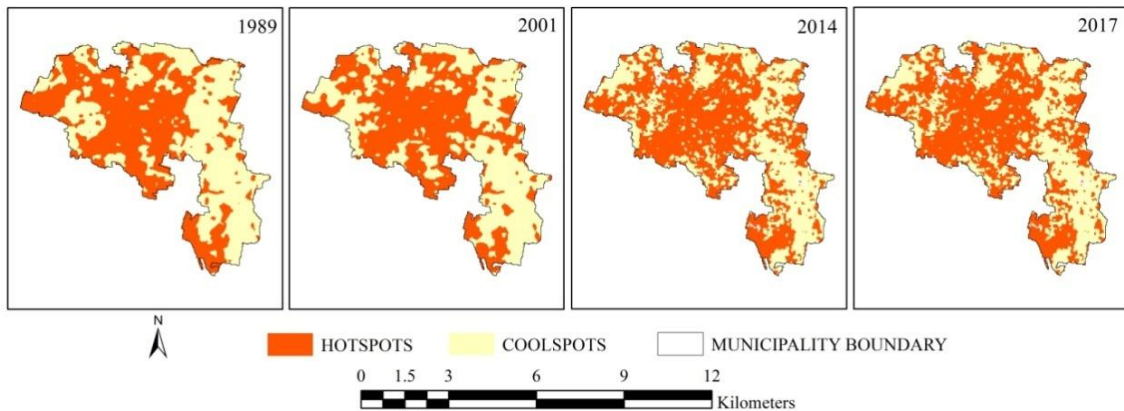 1989
2001
2014
2017
N
HOTSPOTS
COOLSPOTS
MUNICIPALITY BOUNDARY
0 1.5 3 6 9 12
Kilometers